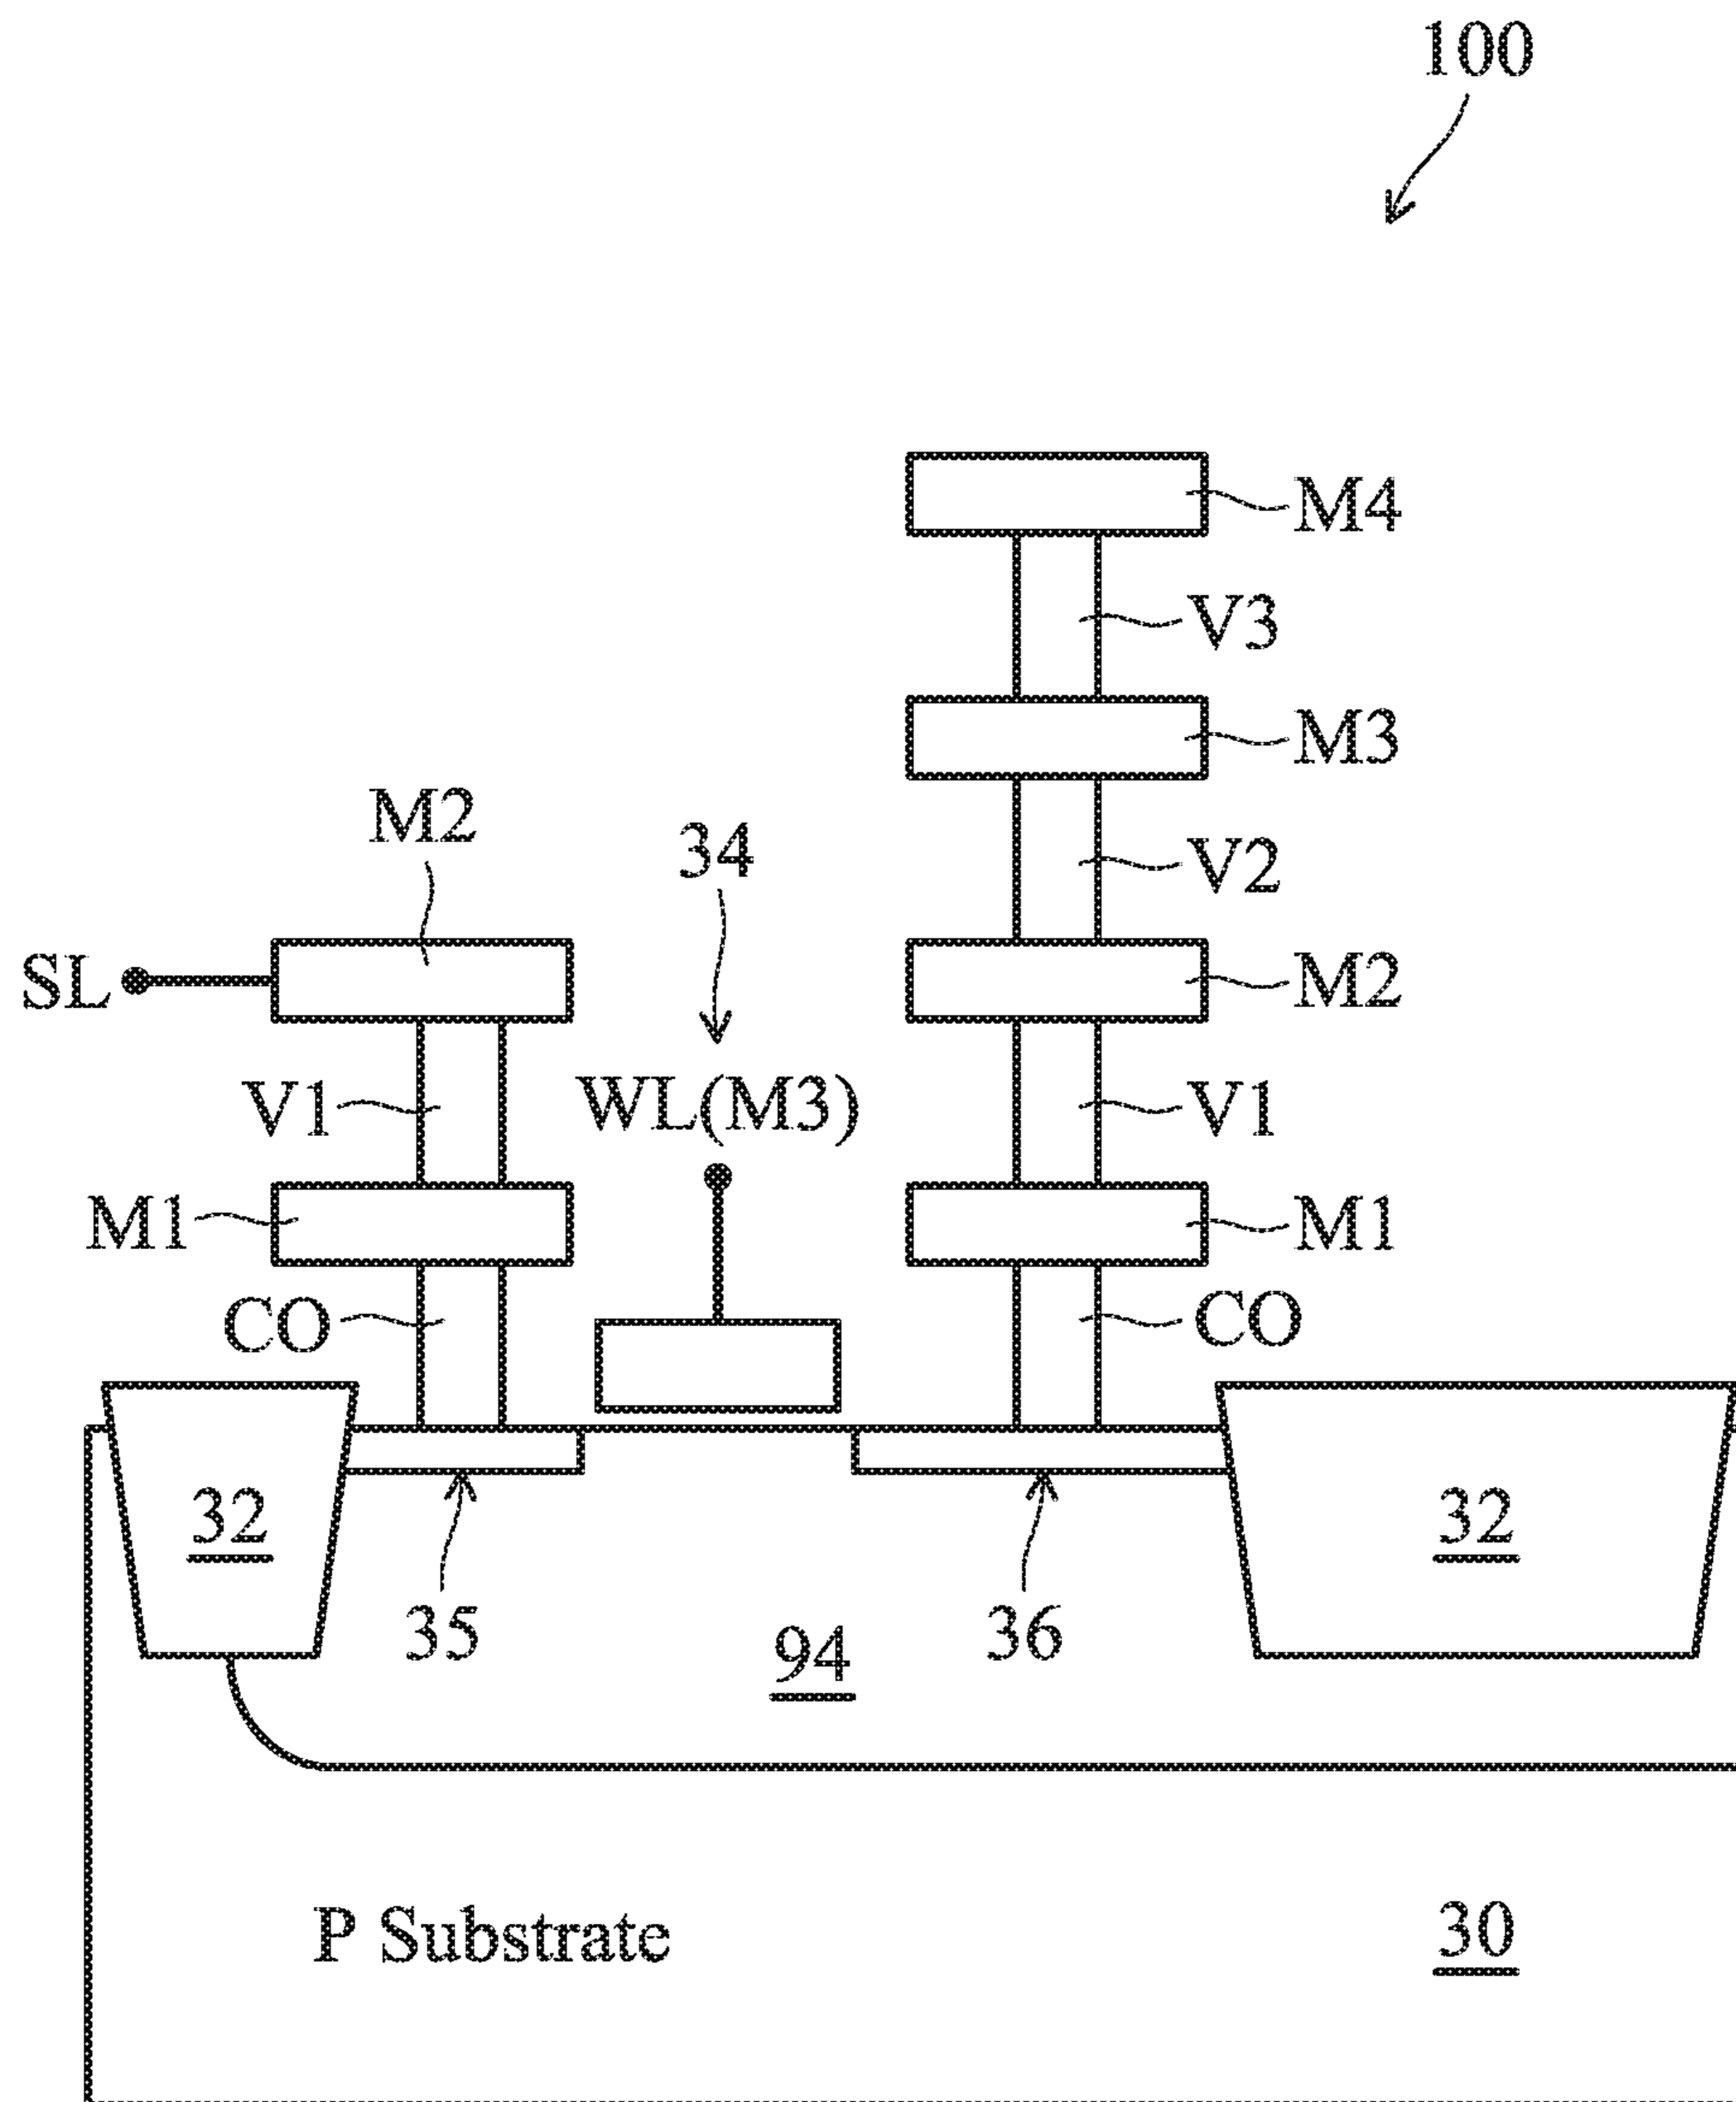 100
M4
V3
M3
M2
34
V2
SL
M2
WL(M3)
V1
V1
M1
M1
CO
CO
32
32
35
36
94
P Substrate
30